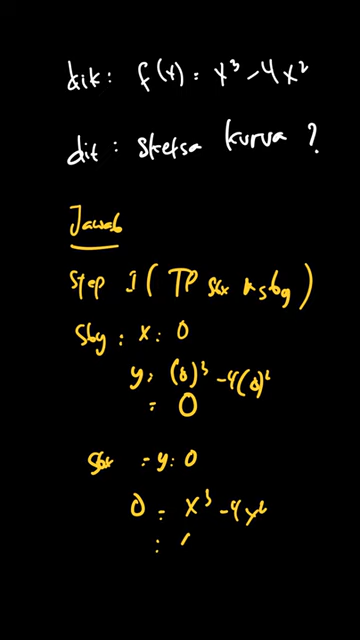 dik: f(x) = x³ - 4x²
dit : sketsa kurva ?
Jawab
Step I ( TP sbx & sby )
Sby : x : 0
y: (0)³ - 4(0)²
= 0
Sbx = y: 0
0 = x³ - 4x²
: